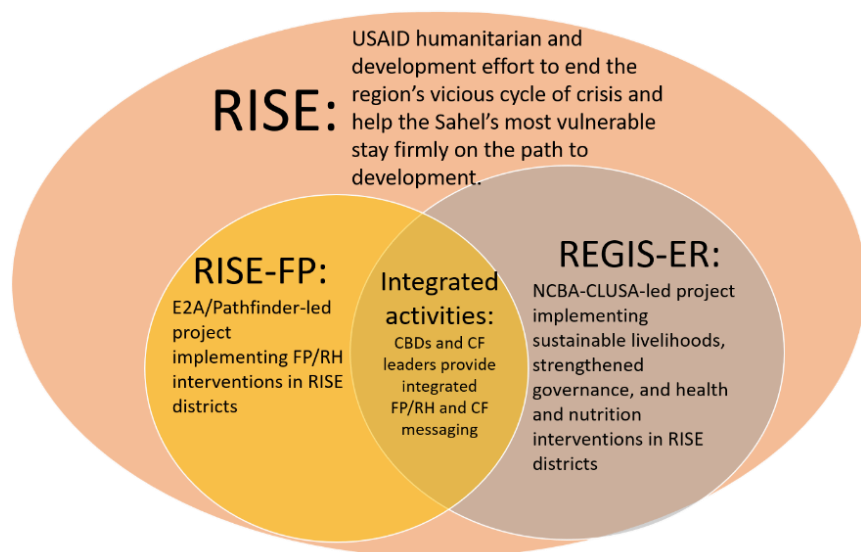 RISE:
USAID humanitarian and
development effort to end the
region's vicious cycle of crisis and
help the Sahel's most vulnerable
stay firmly on the path to
development.
RISE-FP:
E2A/Pathfinder-led
project
implementing FP/RH
interventions in RISE
districts
Integrated
activities:
CBDs and CF
leaders provide
integrated
FP/RH and CF
messaging
REGIS-ER:
NCBA-CLUSA-led project
implementing
sustainable livelihoods,
strengthened
governance, and health
and nutrition
interventions in RISE
districts